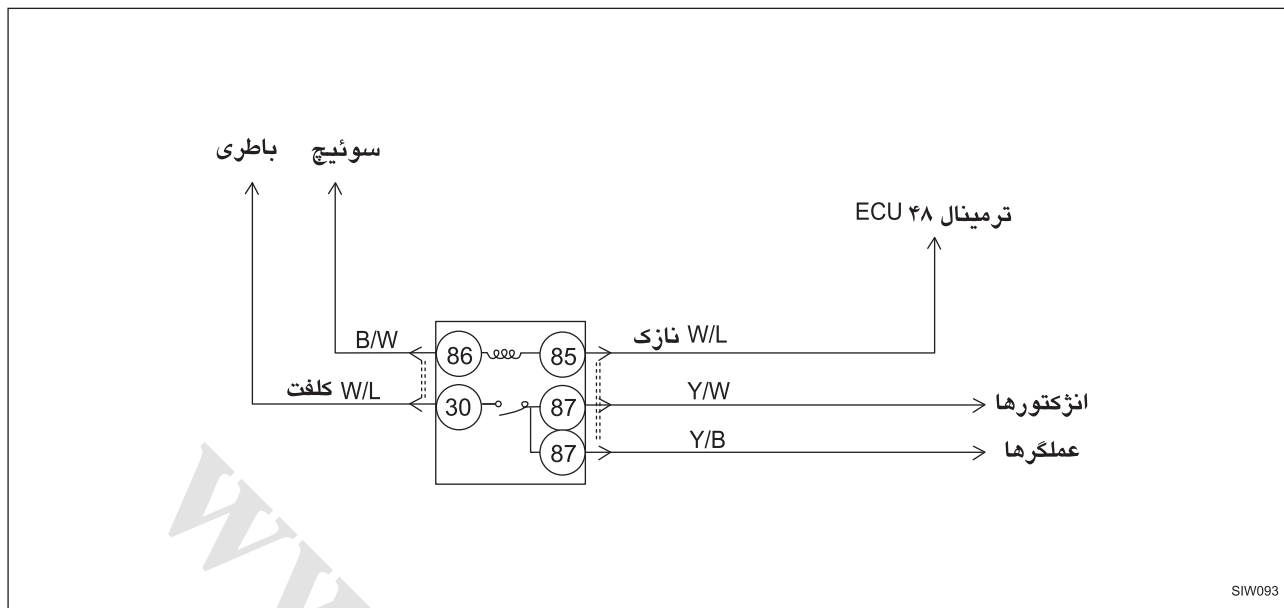 باطری
سوئیچ
ترمینال ۴۸ ECU
B/W
86
85
نازک W/L
کلفت W/L
30
87
Y/W
انژکتورها
87
Y/B
عملگرها
SIW093